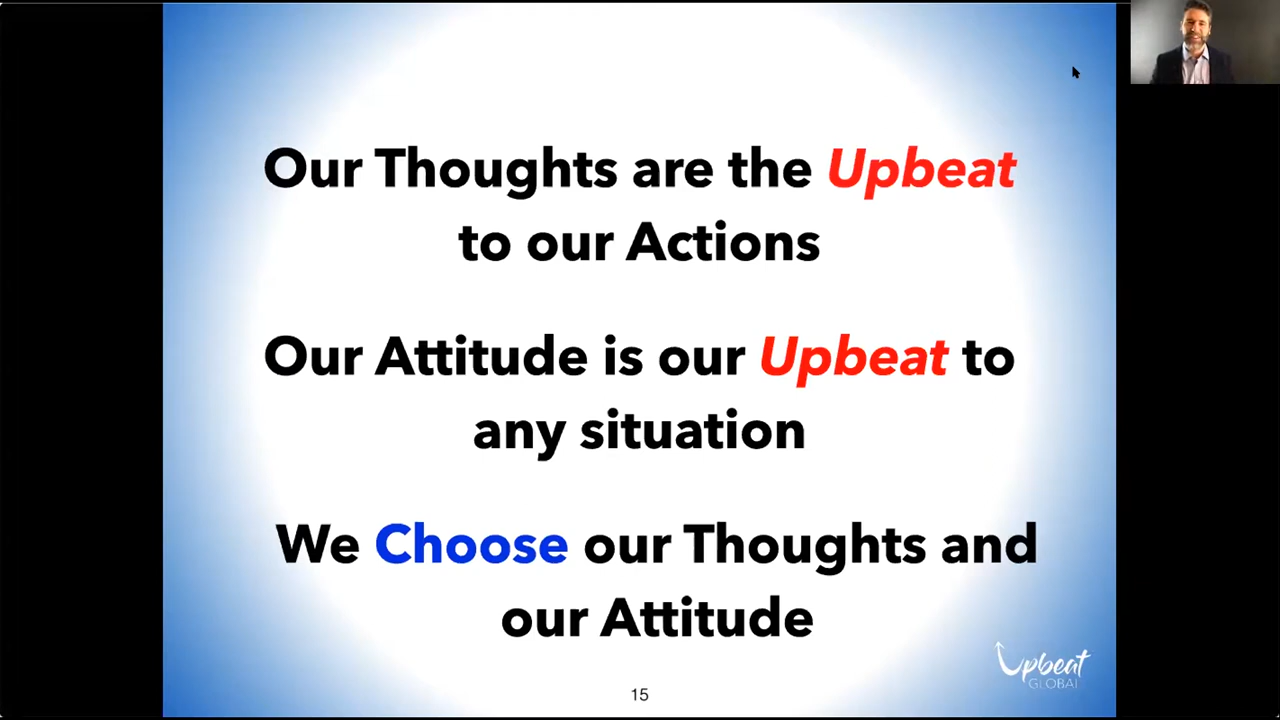 Our Thoughts are the Upbeat
to our Actions
Our Attitude is our Upbeat to
any situation
We Choose our Thoughts and
our Attitude
Upbeat
GLOBAL
15